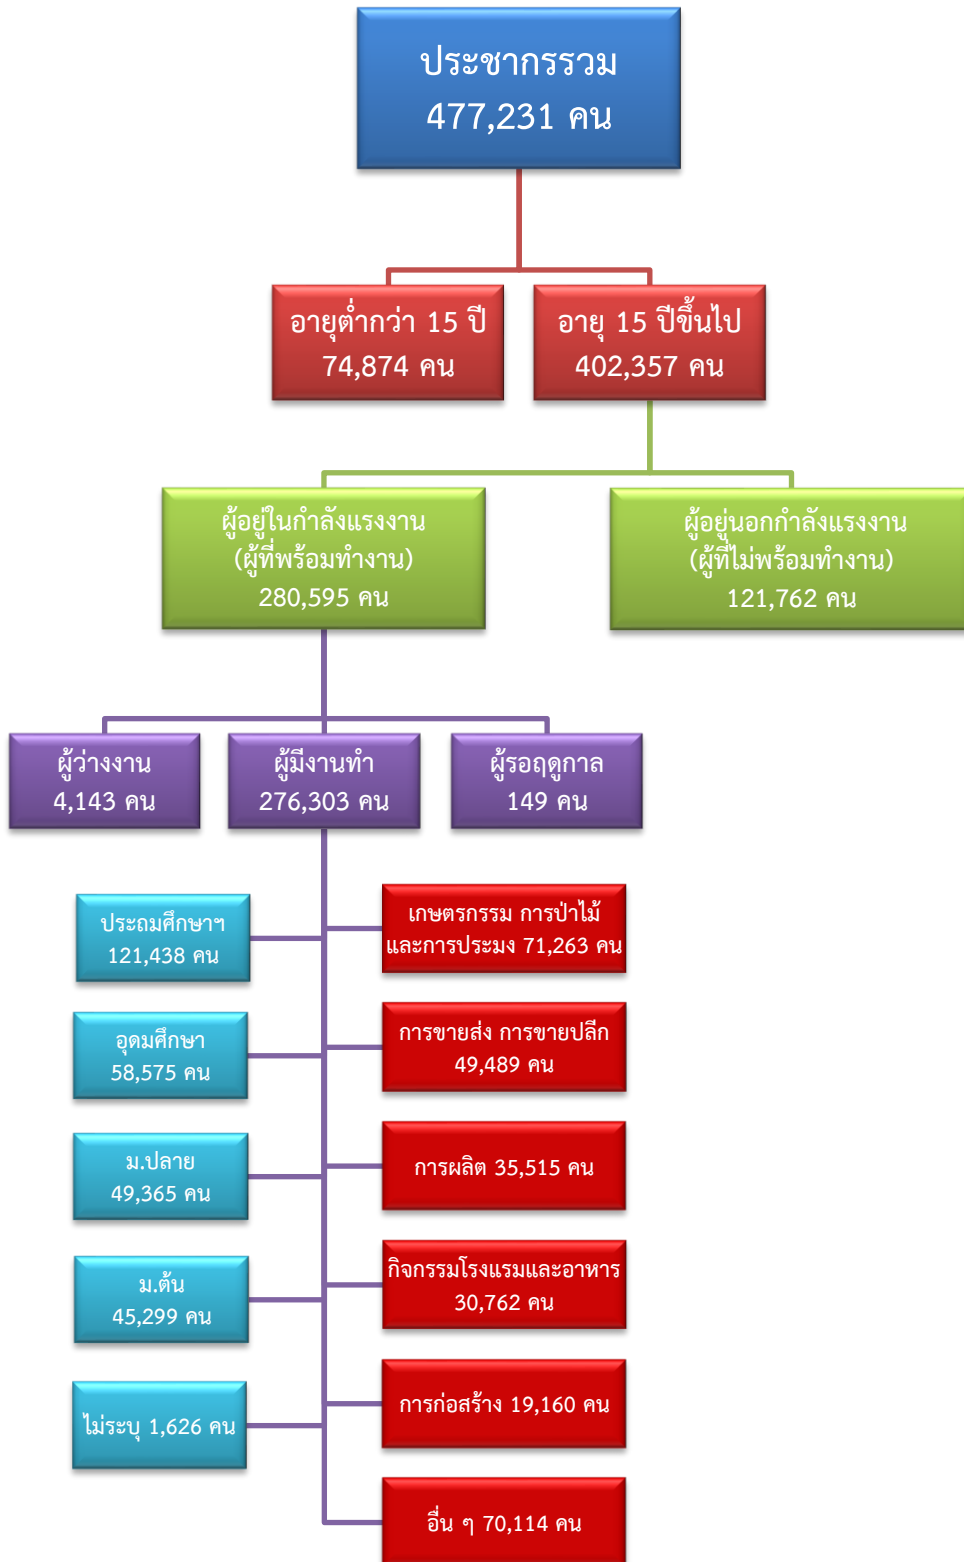 ประชากรรวม
477,231 คน
อายุต่ำกว่า 15 ปี
74,874 คน
อายุ 15 ปีขึ้นไป
402,357 คน
ผู้อยู่ในกำลังแรงงาน
(ผู้ที่พร้อมทำงาน)
280,595 คน
ผู้อยู่นอกกำลังแรงงาน
(ผู้ที่ไม่พร้อมทำงาน)
121,762 คน
ผู้ว่างงาน
4,143 คน
ผู้มีงานทำ
276,303 คน
ผู้รอฤดูกาล
149 คน
ประถมศึกษาฯ
121,438 คน
อุดมศึกษา
58,575 คน
ม.ปลาย
49,365 คน
ม.ต้น
45,299 คน
ไม่ระบุ 1,626 คน
เกษตรกรรม การป่าไม้
และการประมง 71,263 คน
การขายส่ง การขายปลีก
49,489 คน
การผลิต 35,515 คน
กิจกรรมโรงแรมและอาหาร
30,762 คน
การก่อสร้าง 19,160 คน
อื่น ๆ 70,114 คน